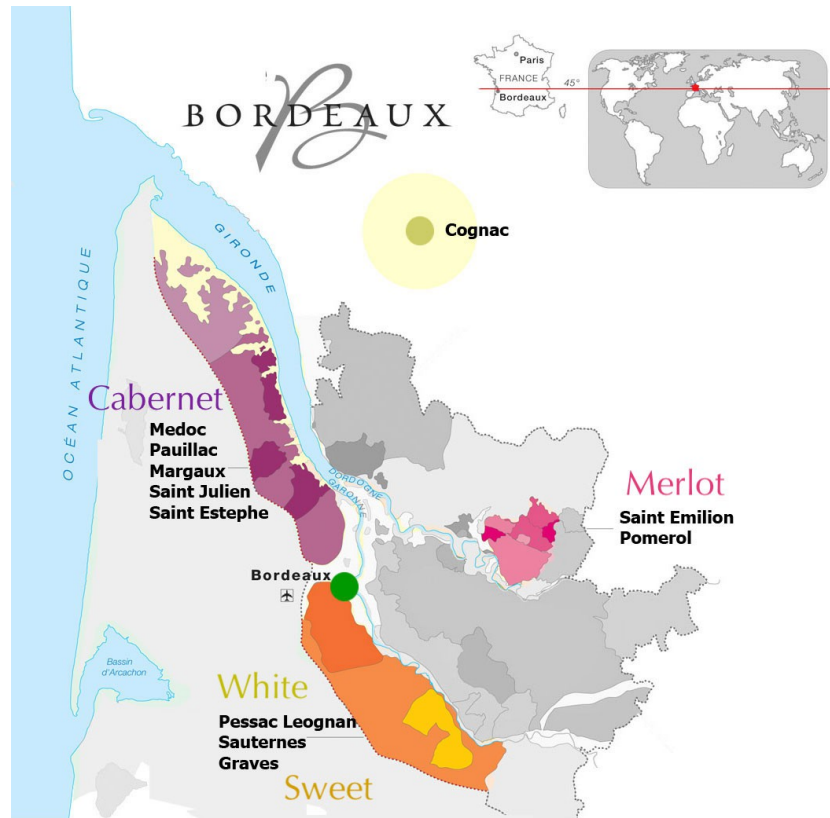 BORDEAUX
Paris
FRANCE
45°
Bordeaux
Cognac
GIRONDE
OCÉAN ATLANTIQUE
Cabernet
Medoc
Pauillac
Margaux
Saint Julien
Saint Estephe
DORDOGNE
GARONNE
Merlot
Saint Emilion
Pomerol
Bordeaux
Bassin
d'Arcachon
White
Pessac Leognan
Sauternes
Graves
Sweet